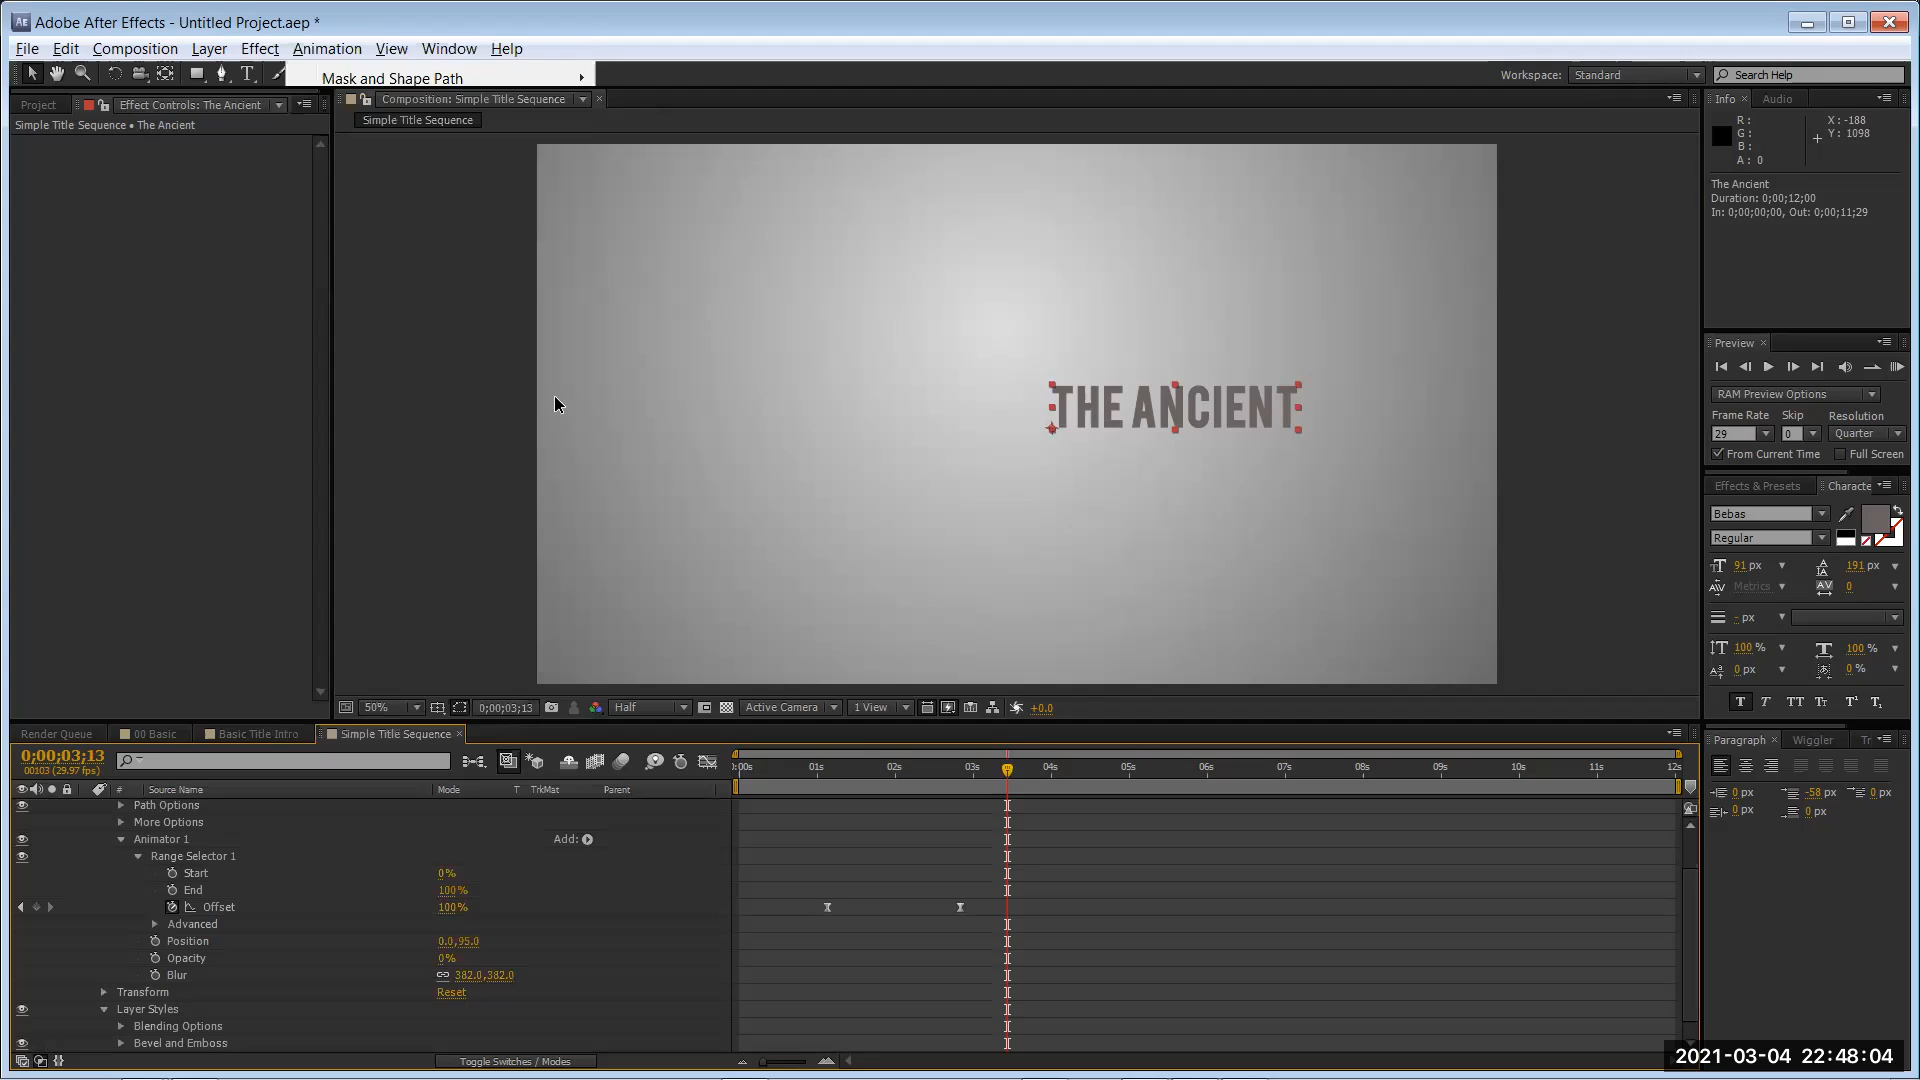 Adobe After Effects - Untitled Project.aep *
File Edit Composition Layer Effect Animation View Window Help
Mask and Shape Path
Workspace: Standard Search Help
Project Effect Controls: The Ancient
Composition: Simple Title Sequence
Info Audio
Simple Title Sequence • The Ancient
Simple Title Sequence
R :
G :
B :
A : 0
X : -188
Y : 1098
The Ancient
Duration: 0;00;12;00
In: 0;00;00;00, Out: 0;00;11;29
THE ANCIENT
Preview
RAM Preview Options
Frame Rate Skip Resolution
29 0 Quarter
From Current Time Full Screen
Effects & Presets Characte
Bebas
Regular
91 px 191 px
Metrics 0
- px
100 % 100 %
0 px 0 %
T T TT Tt T¹ T₁
50% 0;00;03;13 Half Active Camera 1 View +0.0
Render Queue 00 Basic Basic Title Intro Simple Title Sequence
Paragraph Wiggler Tr
0 px -58 px 0 px
0 px 0 px
0;00;03;13
00103 (29.97 fps)
:00s 01s 02s 03s 04s 05s 06s 07s 08s 09s 10s 11s 12s
# Source Name Mode T TrkMat Parent
Path Options
More Options
Animator 1 Add:
Range Selector 1
Start 0%
End 100%
Offset 100%
Advanced
Position 0.0,95.0
Opacity 0%
Blur 382.0,382.0
Transform Reset
Layer Styles
Blending Options
Bevel and Emboss
Toggle Switches / Modes
2021-03-04 22:48:04